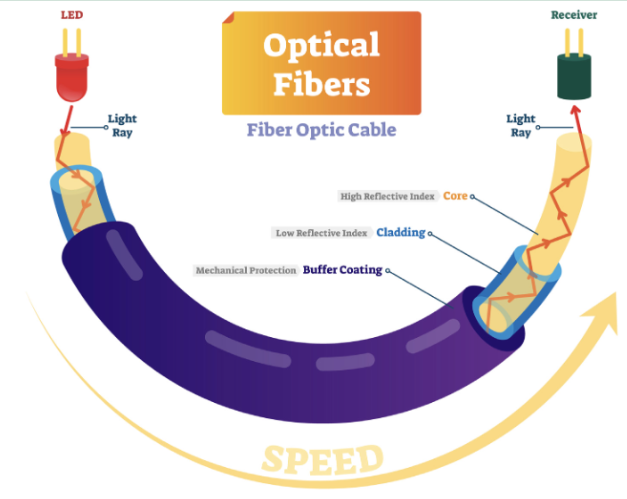 LED
Receiver
Optical
Fibers
Fiber Optic Cable
Light
Ray
Light
Ray
High Reflective Index Core
Low Reflective Index Cladding
Mechanical Protection Buffer Coating
SPEED